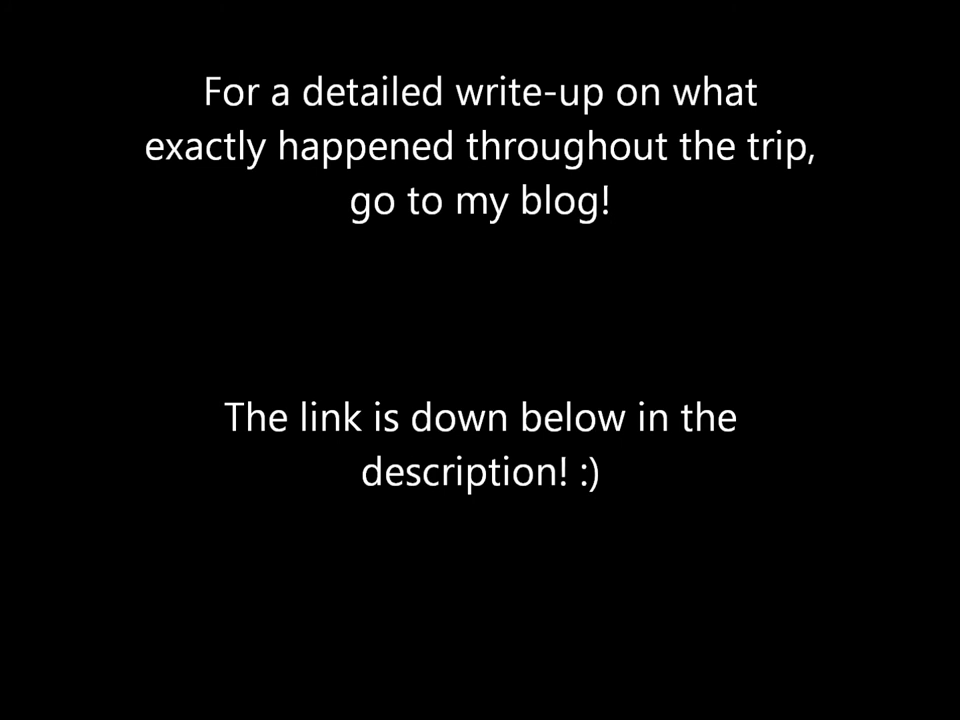 For a detailed write-up on what
exactly happened throughout the trip,
go to my blog!
The link is down below in the
description! :)